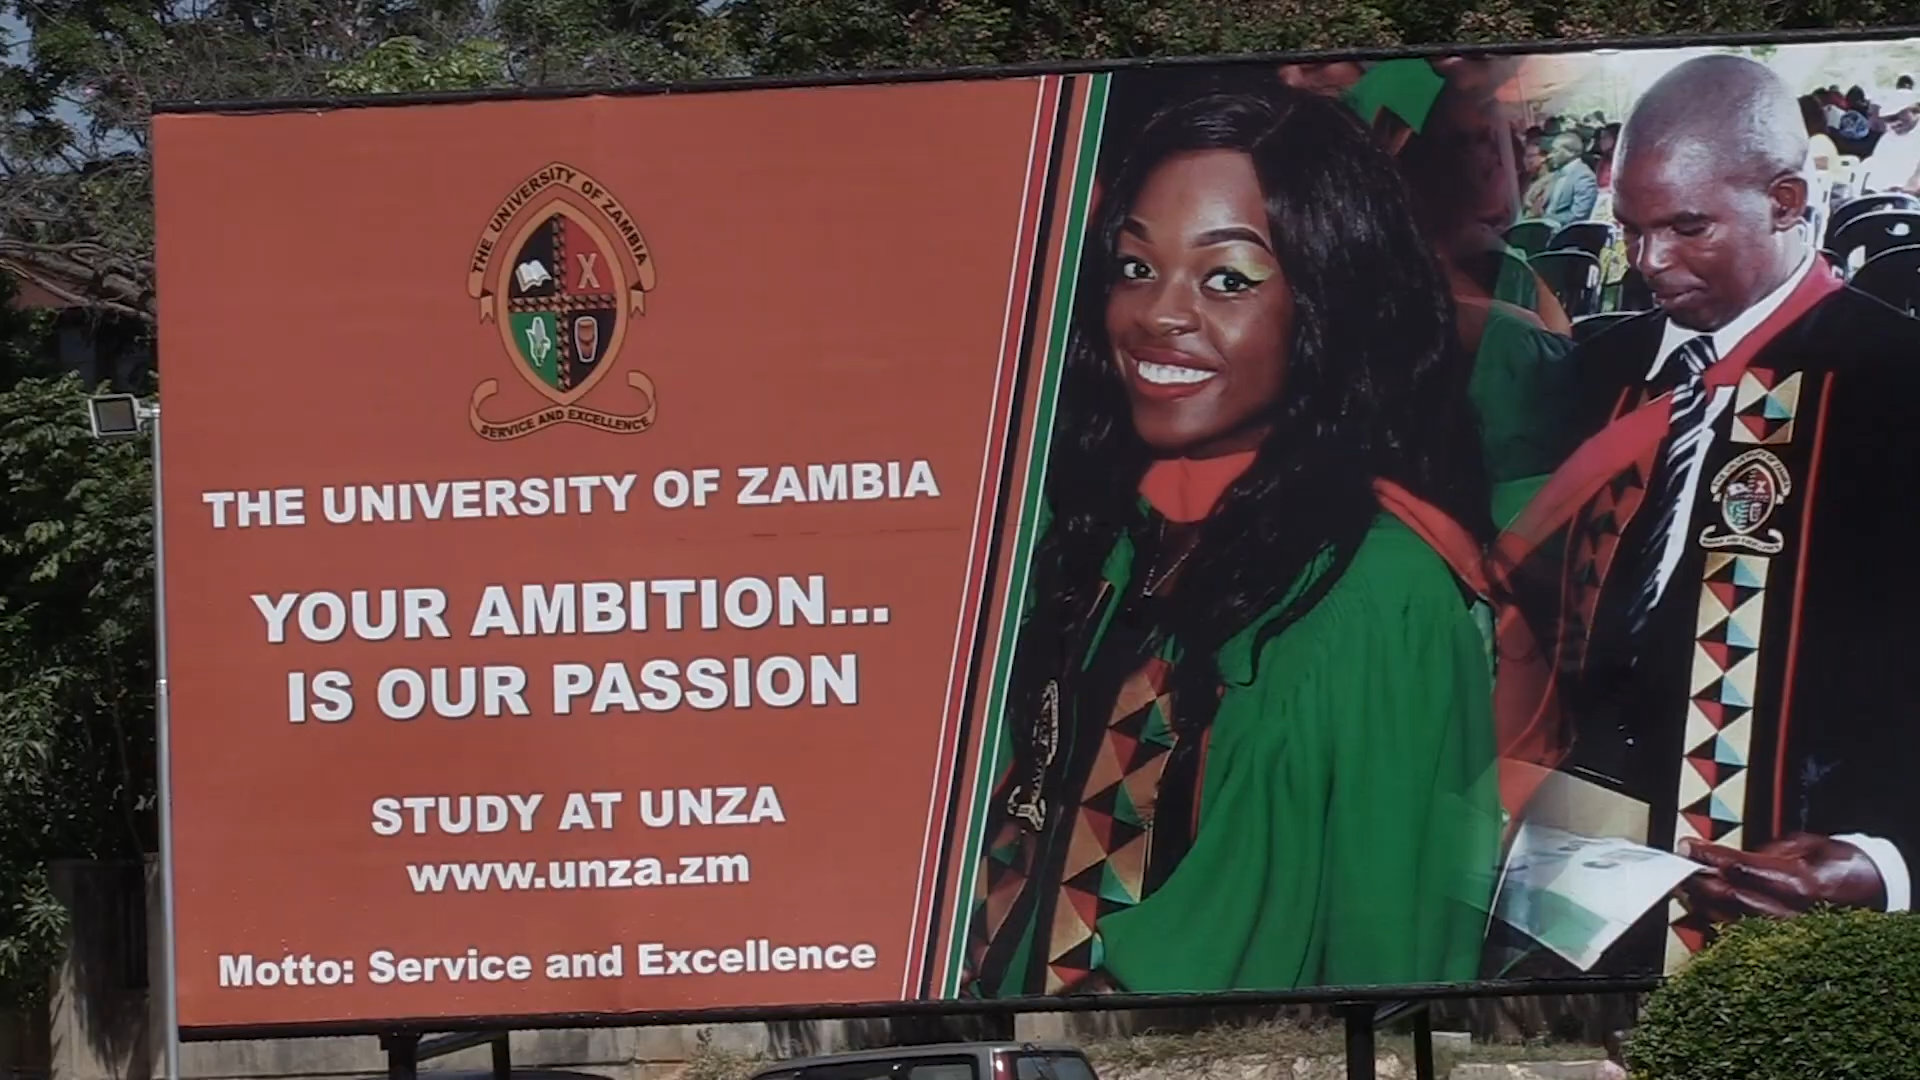 THE UNIVERSITY OF ZAMBIA
SERVICE AND EXCELLENCE
THE UNIVERSITY OF ZAMBIA
YOUR AMBITION...
IS OUR PASSION
STUDY AT UNZA
www.unza.zm
Motto: Service and Excellence